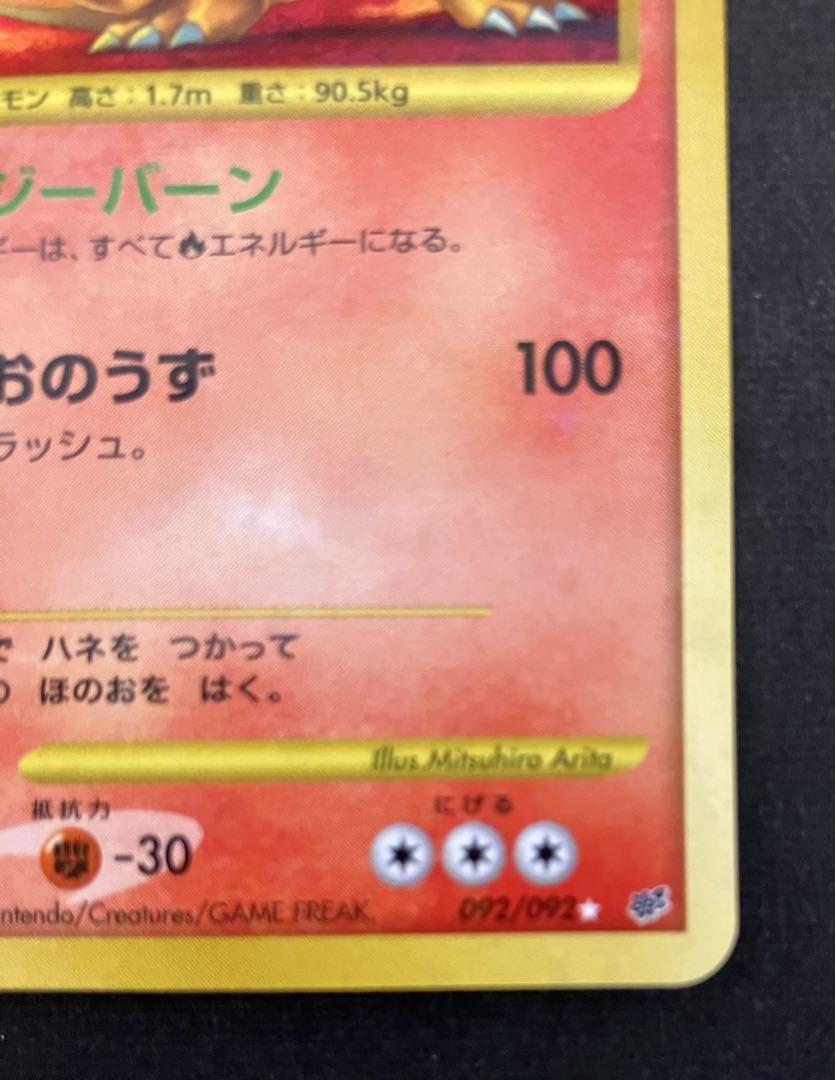 モン 高さ：1.7m 重さ：90.5kg
ジーバーン
ギーは、すべて🔥エネルギーになる。
おのうず 100
ラッシュ。
で ハネを つかって
ほのおを はく。
Illus.Mitsuhiro Arita
抵抗力 にげる
-30
ntendo/Creatures/GAME FREAK. 092/092★